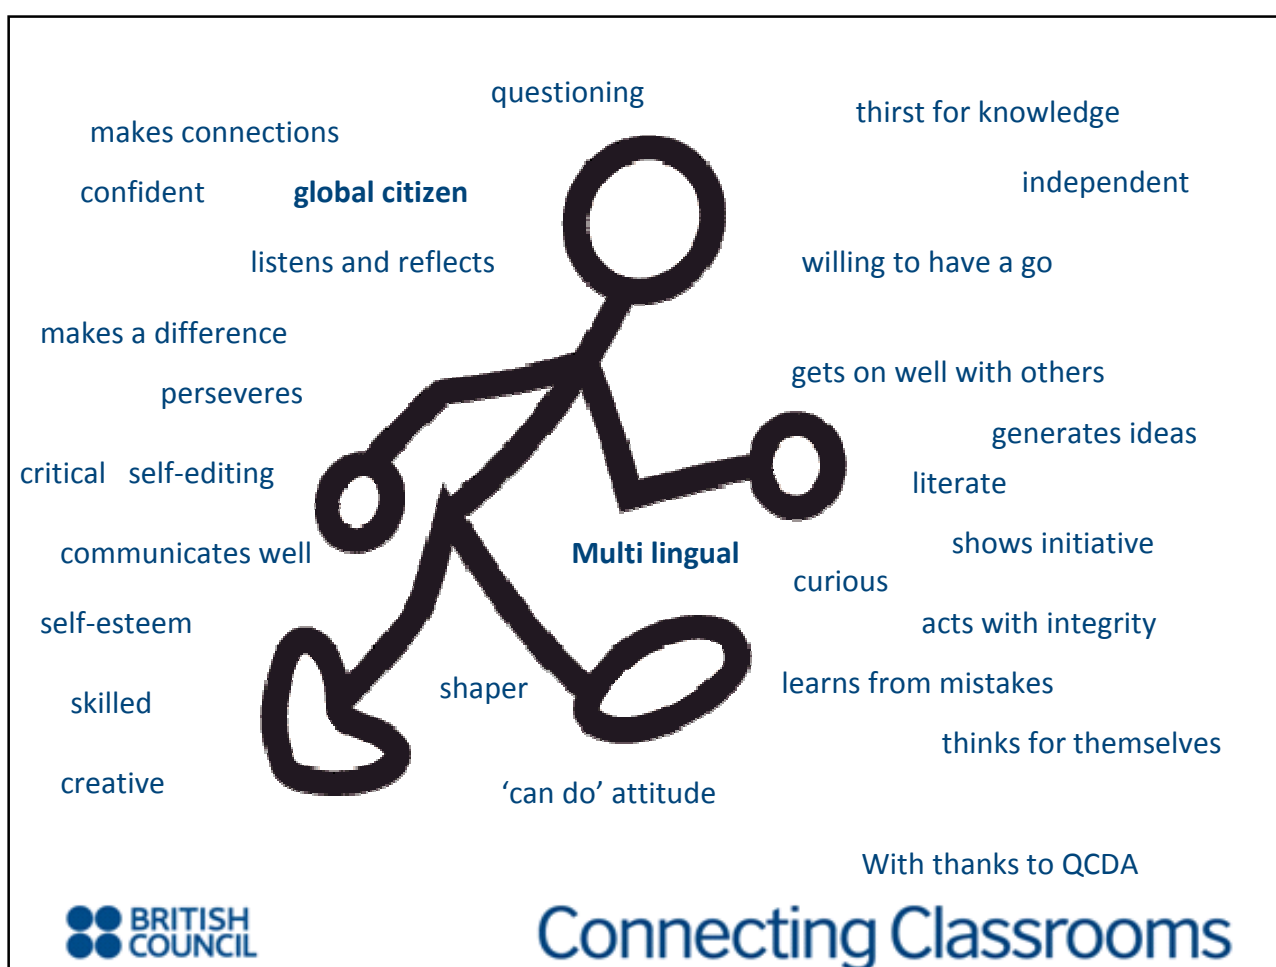 questioning
thirst for knowledge
makes connections
independent
confident
global citizen
listens and reflects
willing to have a go
makes a difference
gets on well with others
perseveres
generates ideas
critical
self-editing
literate
communicates well
Multi lingual
shows initiative
curious
self-esteem
acts with integrity
shaper
learns from mistakes
skilled
thinks for themselves
creative
‘can do’ attitude
With thanks to QCDA
BRITISH
COUNCIL
Connecting Classrooms